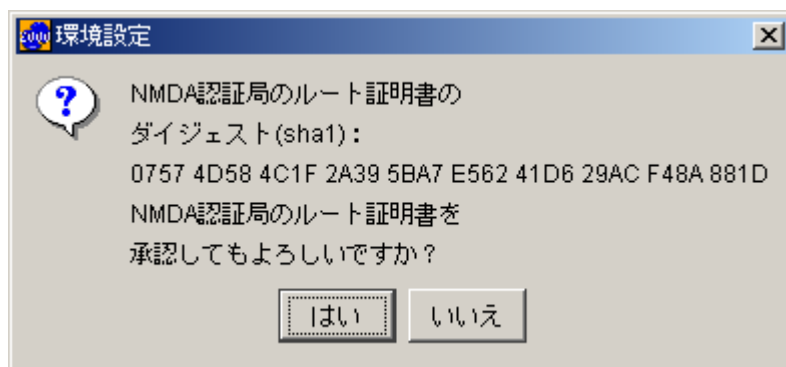 環境設定
NMDA認証局のルート証明書の
ダイジェスト(sha1):
0757 4D58 4C1F 2A39 5BA7 E562 41D6 29AC F48A 881D
NMDA認証局のルート証明書を
承認してもよろしいですか?
はい いいえ